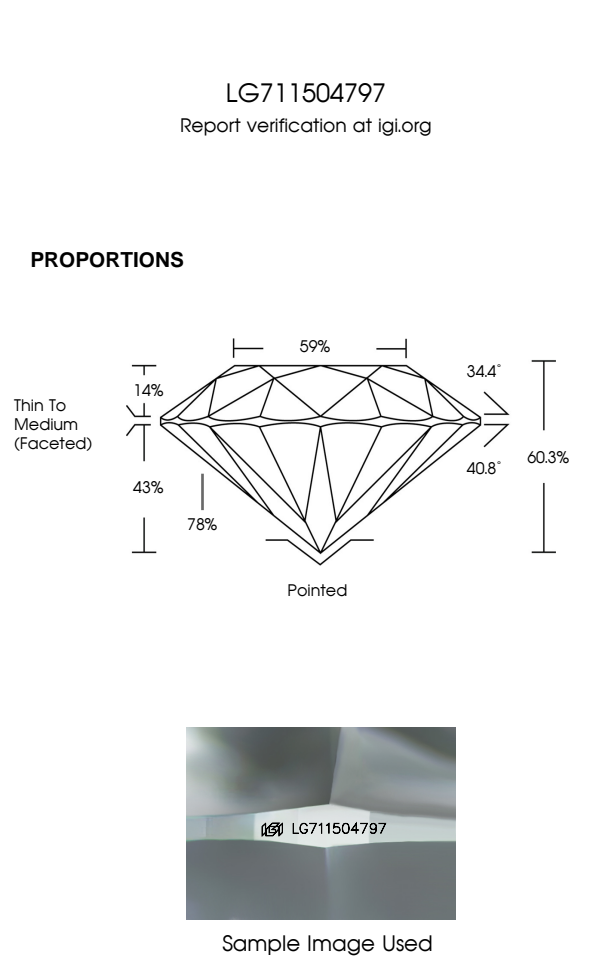 LG711504797
Report verification at igi.org
PROPORTIONS
59%
34.4°
14%
Thin To
Medium
(Faceted)
60.3%
40.8°
43%
78%
Pointed
IGI LG711504797
Sample Image Used